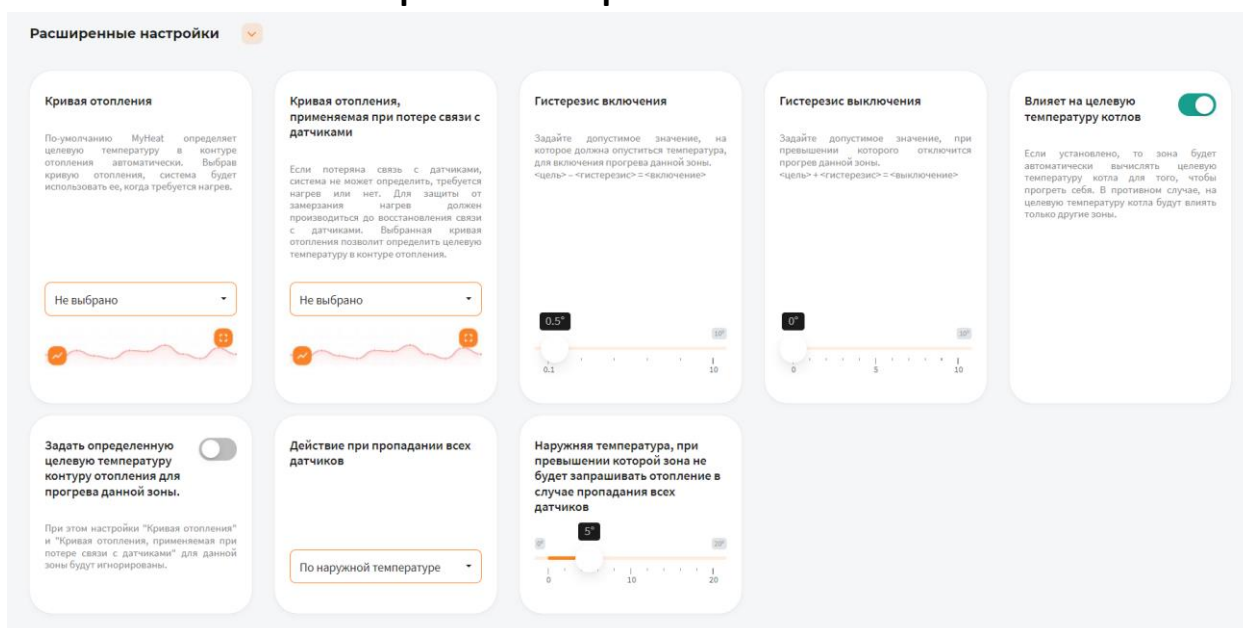 Расширенные настройки
Кривая отопления
По-умолчанию MyHeat определяет
целевую температуру в контуре
отопления автоматически. Выбрав
кривую отопления, система будет
использовать ее, когда требуется нагрев.
Не выбрано
Кривая отопления,
применяемая при потере связи с
датчиками
Если потеряна связь с датчиками,
система не может определить, требуется
нагрев или нет. Для защиты от
замерзания нагрев должен
производиться до восстановления связи
с датчиками. Выбранная кривая
отопления позволит определить целевую
температуру в контуре отопления.
Не выбрано
Гистерезис включения
Задайте допустимое значение, на
которое должна опуститься температура,
для включения прогрева данной зоны.
<цель> – <гистерезис> = <включение>
0.5°
10°
0.1 10
Гистерезис выключения
Задайте допустимое значение, при
превышении которого отключится
прогрев данной зоны.
<цель> + <гистерезис> = <выключение>
0°
10°
0 5 10
Влияет на целевую
температуру котлов
Если установлено, то зона будет
автоматически вычислять целевую
температуру котла для того, чтобы
прогреть себя. В противном случае, на
целевую температуру котла будут влиять
только другие зоны.
Задать определенную
целевую температуру
контуру отопления для
прогрева данной зоны.
При этом настройки "Кривая отопления"
и "Кривая отопления, применяемая при
потере связи с датчиками" для данной
зоны будут игнорированы.
Действие при пропадании всех
датчиков
По наружной температуре
Наружняя температура, при
превышении которой зона не
будет запрашивать отопление в
случае пропадания всех
датчиков
5°
0° 20°
0 10 20